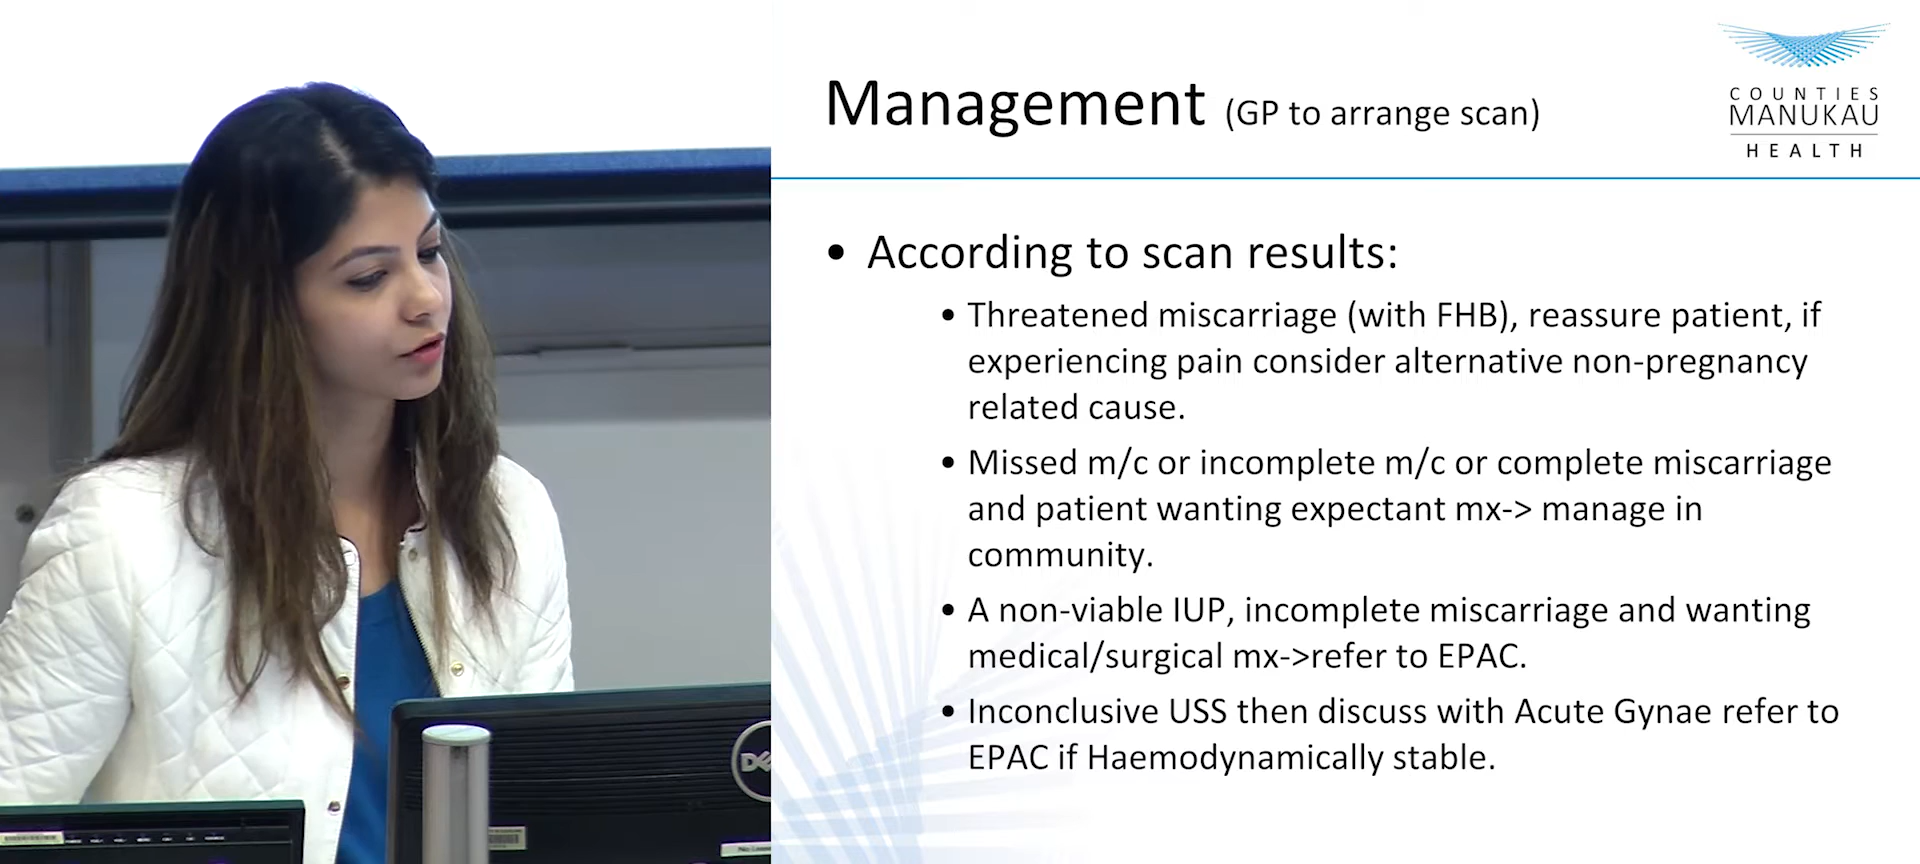 Management (GP to arrange scan)
COUNTIES
MANUKAU
HEALTH
• According to scan results:
• Threatened miscarriage (with FHB), reassure patient, if
experiencing pain consider alternative non-pregnancy
related cause.
• Missed m/c or incomplete m/c or complete miscarriage
and patient wanting expectant mx-> manage in
community.
• A non-viable IUP, incomplete miscarriage and wanting
medical/surgical mx->refer to EPAC.
• Inconclusive USS then discuss with Acute Gynae refer to
EPAC if Haemodynamically stable.